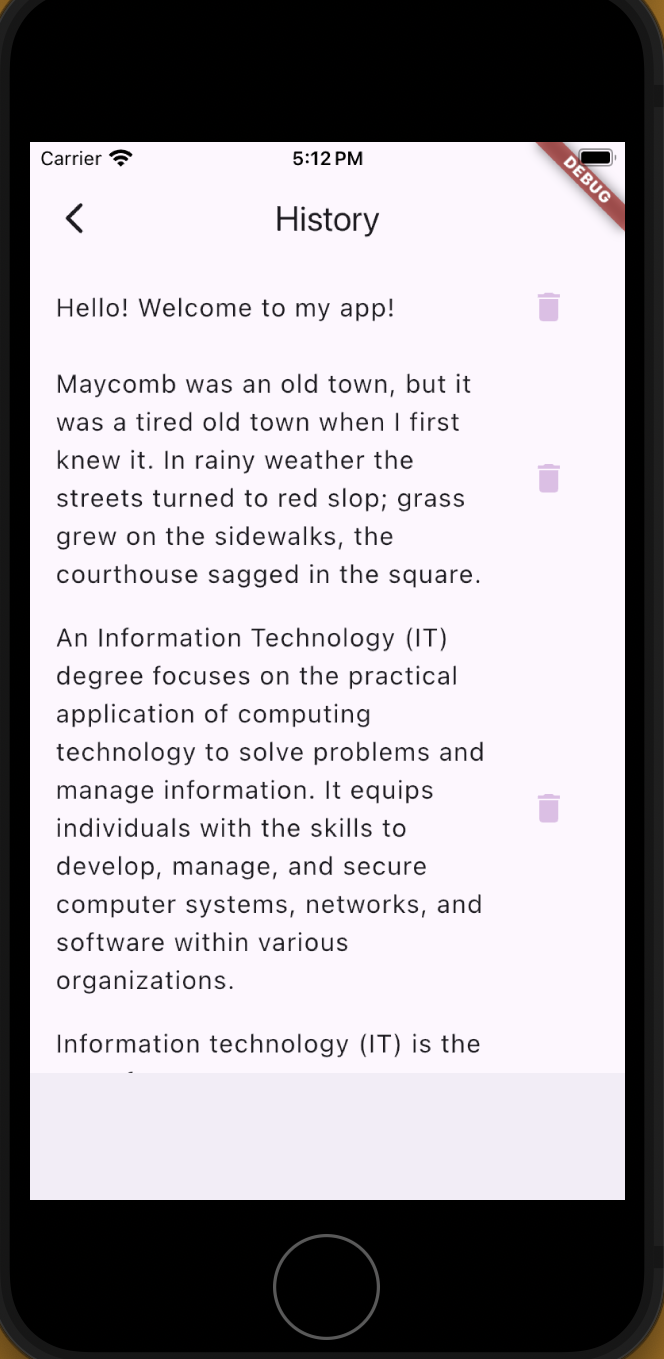 Carrier 5:12 PM
DEBUG
History
Hello! Welcome to my app!
Maycomb was an old town, but it
was a tired old town when I first
knew it. In rainy weather the
streets turned to red slop; grass
grew on the sidewalks, the
courthouse sagged in the square.
An Information Technology (IT)
degree focuses on the practical
application of computing
technology to solve problems and
manage information. It equips
individuals with the skills to
develop, manage, and secure
computer systems, networks, and
software within various
organizations.
Information technology (IT) is the